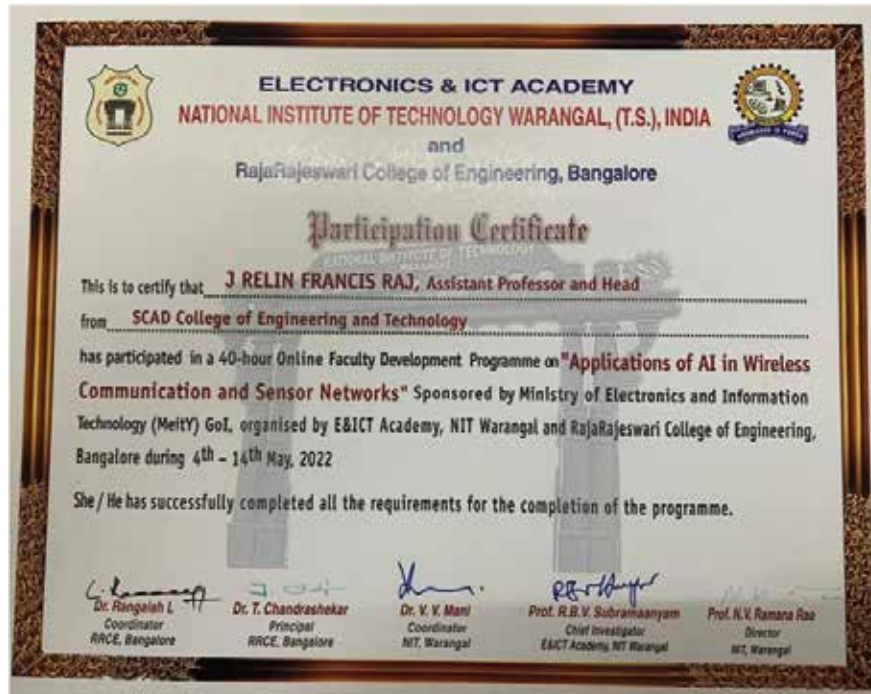 ELECTRONICS & ICT ACADEMY
NATIONAL INSTITUTE OF TECHNOLOGY WARANGAL, (T.S.), INDIA
and
RajaRajeswari College of Engineering, Bangalore
Participation Certificate
NATIONAL INSTITUTE OF TECHNOLOGY
This is to certify that J RELIN FRANCIS RAJ, Assistant Professor and Head
from SCAD College of Engineering and Technology
has participated in a 40-hour Online Faculty Development Programme on "Applications of AI in Wireless
Communication and Sensor Networks" Sponsored by Ministry of Electronics and Information
Technology (MeitY) GoI, organised by E&ICT Academy, NIT Warangal and RajaRajeswari College of Engineering,
Bangalore during 4th – 14th May, 2022
She / He has successfully completed all the requirements for the completion of the programme.
Dr. Rangaiah L Dr. T. Chandrashekar Dr. V. V. Mani Prof. R.B.V. Subramaanyam Prof. N.V. Ramana Rao
Coordinator Principal Coordinator Chief Investigator Director
RRCE, Bangalore RRCE, Bangalore NIT, Warangal E&ICT Academy, NIT Warangal NIT, Warangal